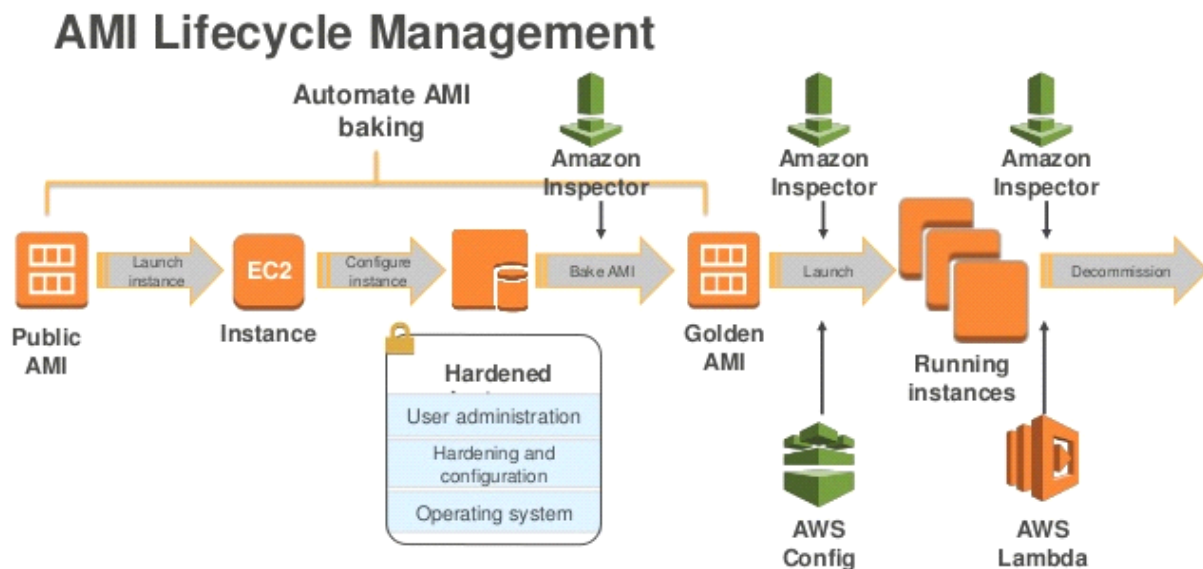 AMI Lifecycle Management
Automate AMI
baking
Amazon
Inspector
Amazon
Inspector
Amazon
Inspector
Launch
instance
EC2
Configure
instance
Bake AMI
Launch
Decommission
Public
AMI
Instance
Golden
AMI
Running
instances
Hardened
User administration
Hardening and
configuration
Operating system
AWS
Config
AWS
Lambda